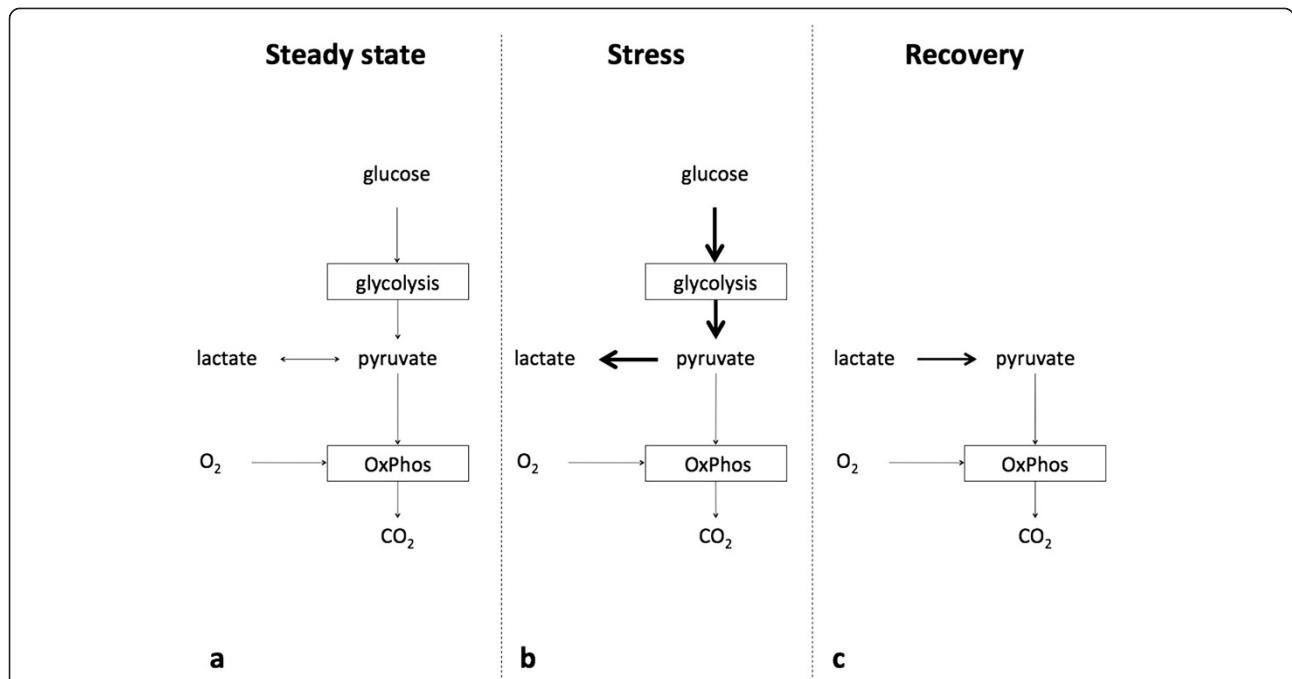 Steady state
Stress
Recovery
glucose
glucose
glycolysis
glycolysis
lactate
pyruvate
lactate
pyruvate
lactate
pyruvate
O₂
OxPhos
O₂
OxPhos
O₂
OxPhos
CO₂
CO₂
CO₂
a
b
c